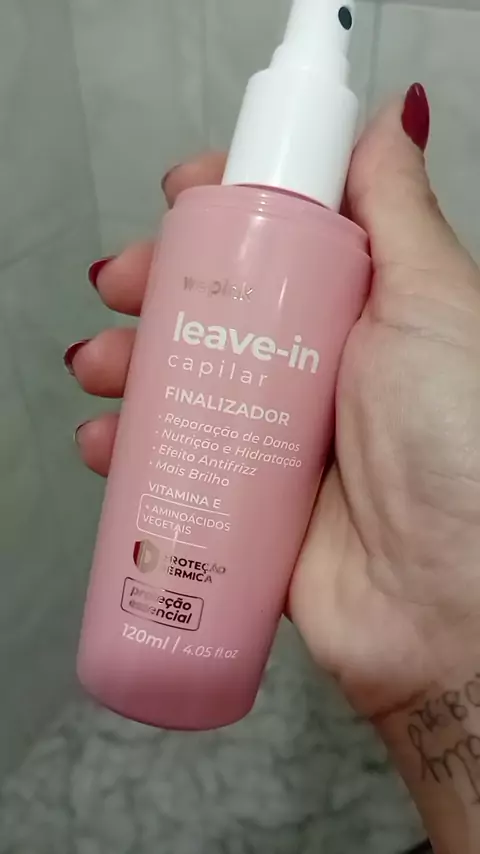 wepink
leave-in
capilar
FINALIZADOR
• Reparação de Danos
• Nutrição e Hidratação
• Efeito Antifrizz
• Mais Brilho
VITAMINA E
+ AMINOÁCIDOS
VEGETAIS
PROTEÇÃO
TÉRMICA
proteção
essencial
120ml / 4.05 fl.oz